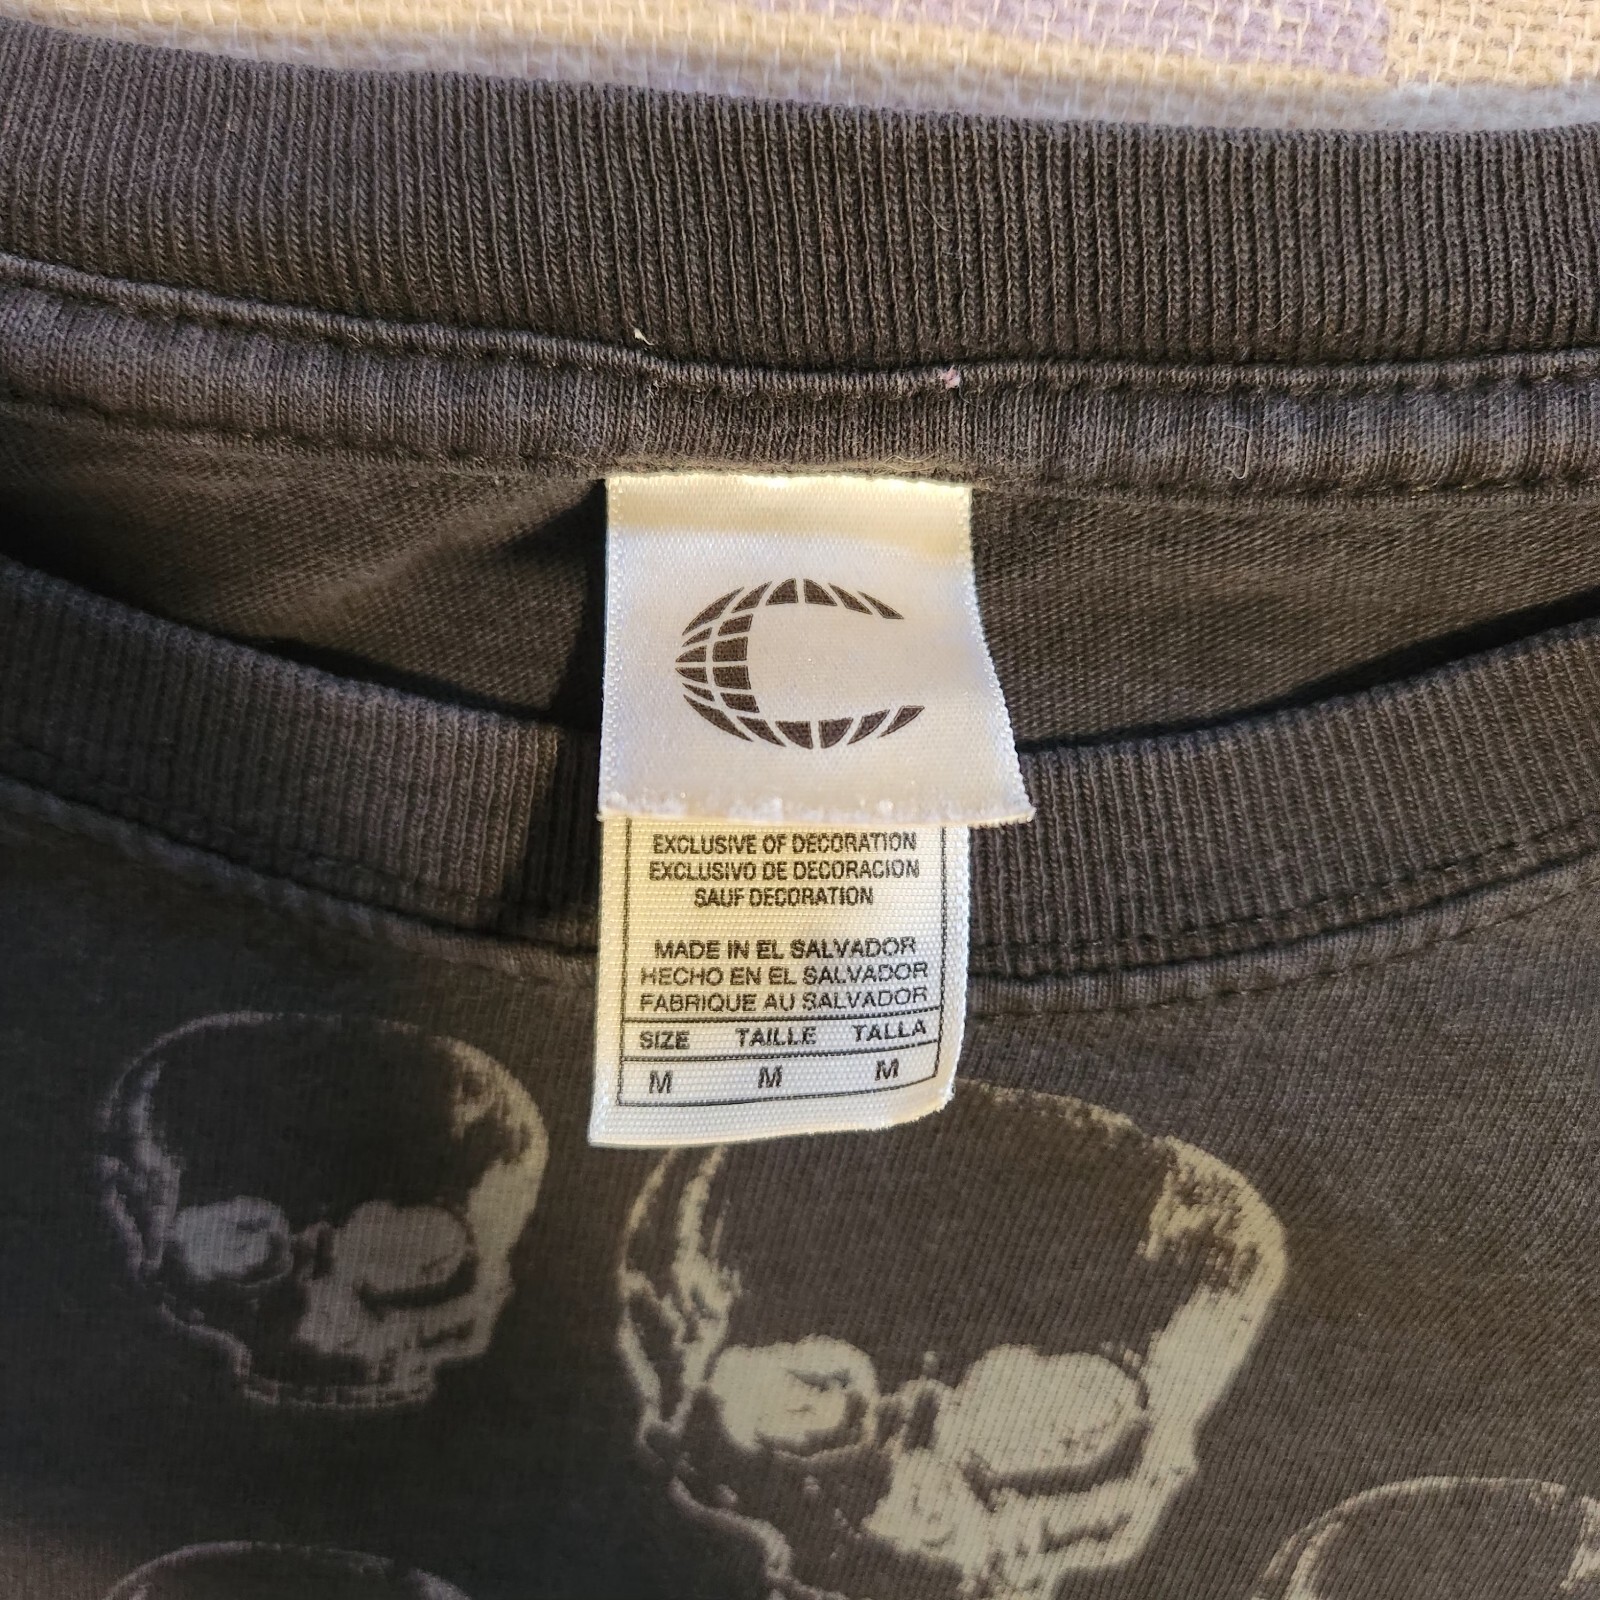 EXCLUSIVE OF DECORATION
EXCLUSIVO DE DECORACION
SAUF DECORATION
MADE IN EL SALVADOR
HECHO EN EL SALVADOR
FABRIQUE AU SALVADOR
SIZE TAILLE TALLA
M M M